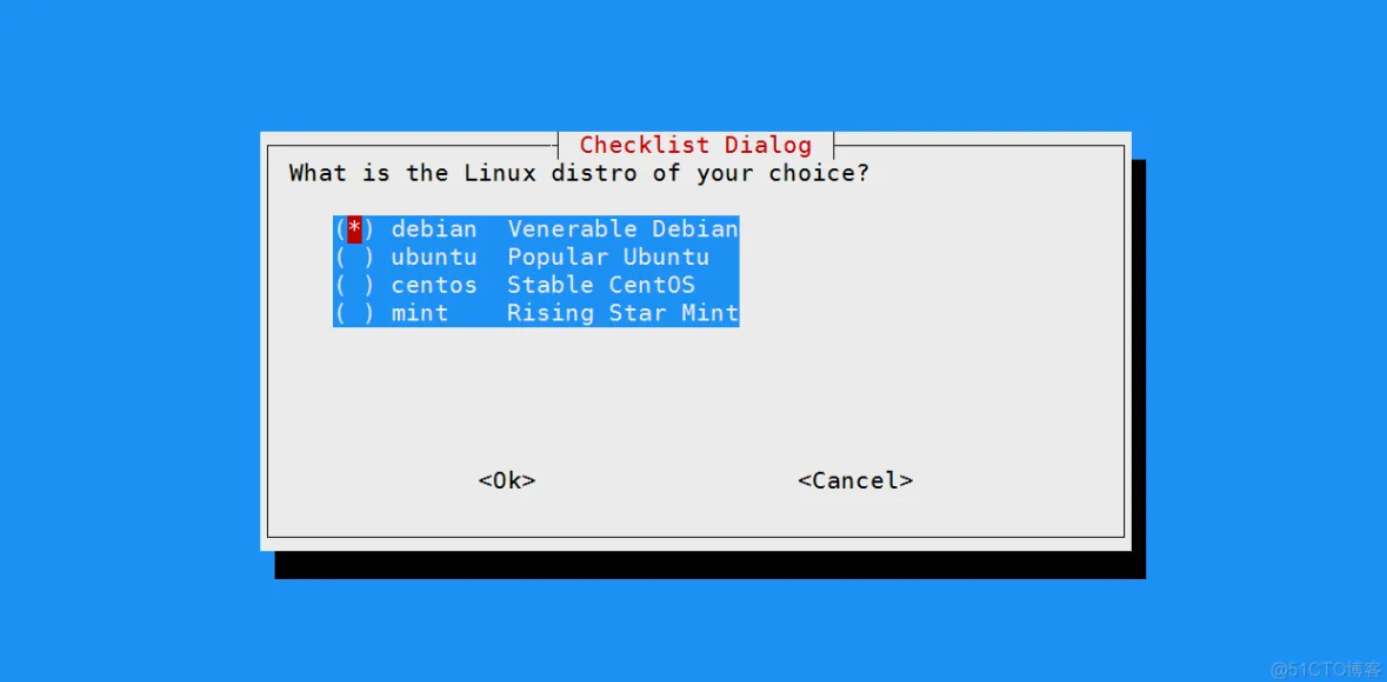 Checklist Dialog
What is the Linux distro of your choice?
(*) debian  Venerable Debian
( ) ubuntu  Popular Ubuntu
( ) centos  Stable CentOS
( ) mint    Rising Star Mint
<Ok> <Cancel>
@51CTO博客